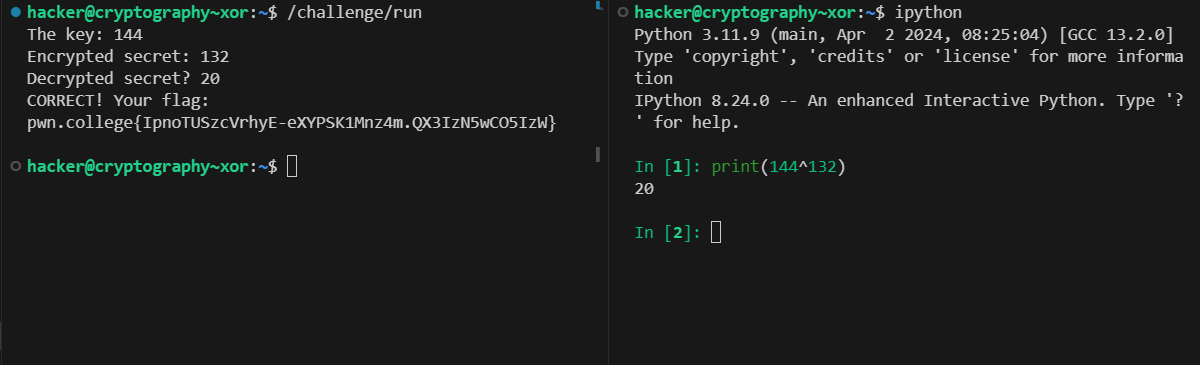 hacker@cryptography~xor:~$ /challenge/run
The key: 144
Encrypted secret: 132
Decrypted secret? 20
CORRECT! Your flag:
pwn.college{IpnoTUSzcVrhyE-eXYPSK1Mnz4m.QX3IzN5wCO5IzW}
hacker@cryptography~xor:~$
hacker@cryptography~xor:~$ ipython
Python 3.11.9 (main, Apr  2 2024, 08:25:04) [GCC 13.2.0]
Type 'copyright', 'credits' or 'license' for more informa
tion
IPython 8.24.0 -- An enhanced Interactive Python. Type '?
' for help.
In [1]: print(144^132)
20
In [2]: